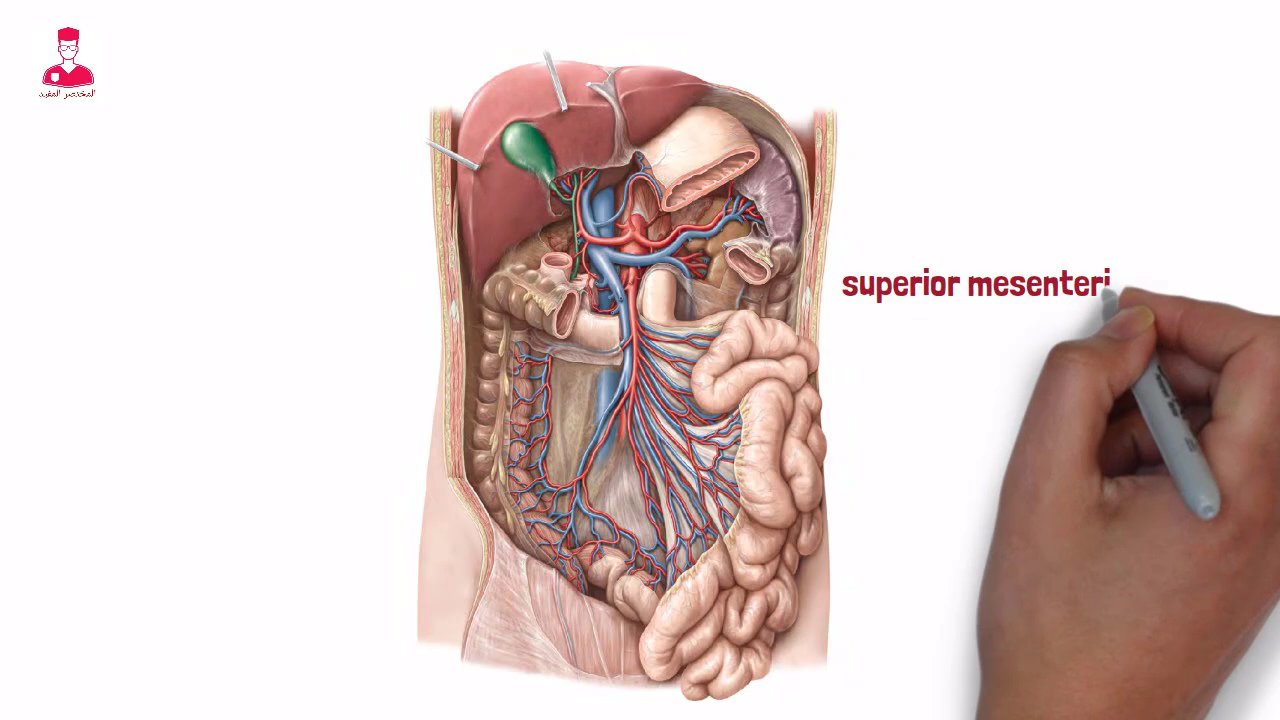 المختصر المفيد
superior mesenteri